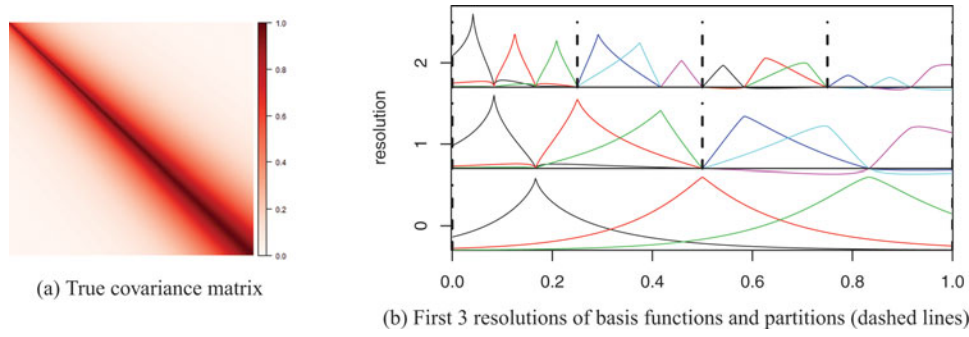 1.0
0.8
0.6
0.4
0.2
0.0
(a) True covariance matrix
resolution
2
1
0
0.0 0.2 0.4 0.6 0.8 1.0
(b) First 3 resolutions of basis functions and partitions (dashed lines)